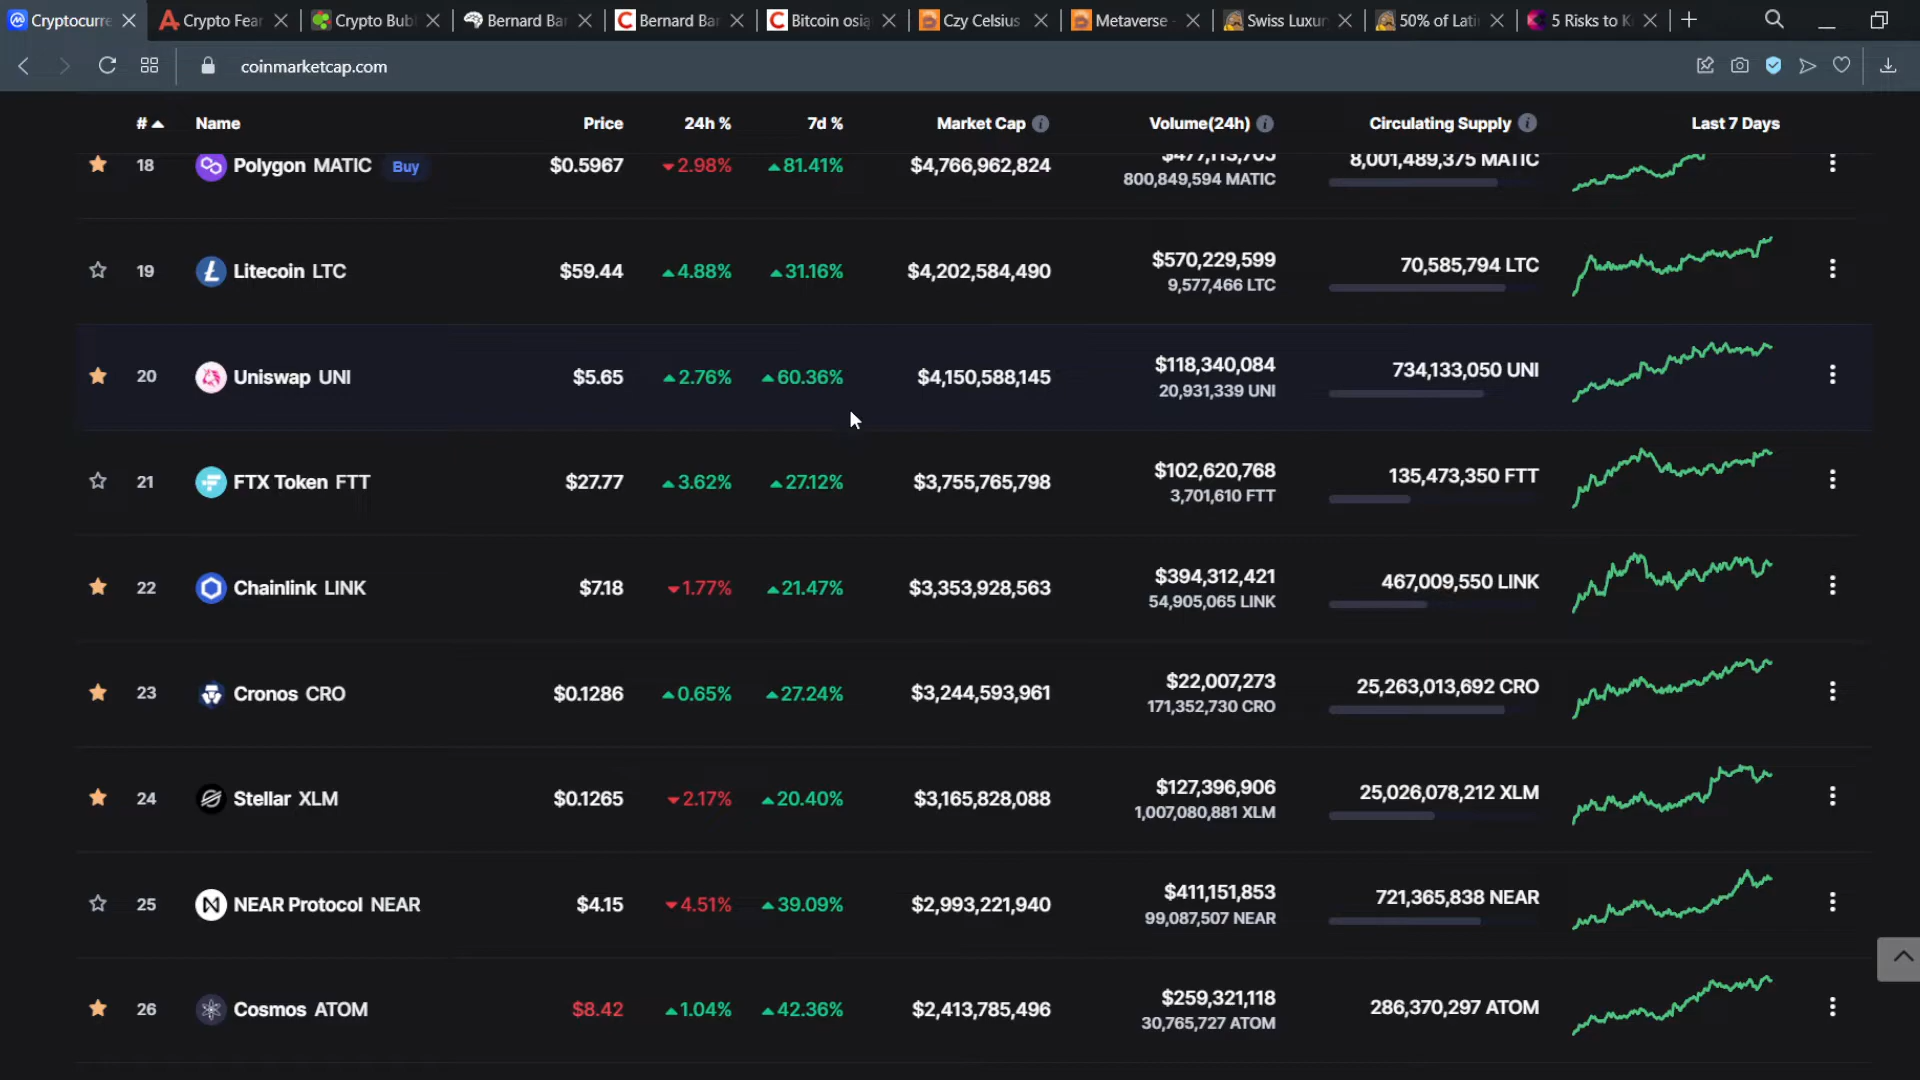 Cryptocurre
Crypto Fear
Crypto Bub
Bernard Ba
Bernard Ba
Bitcoin osią
Czy Celsius
Metaverse -
Swiss Luxur
50% of Lati
5 Risks to K
coinmarketcap.com
# Name Price 24h % 7d % Market Cap Volume(24h) Circulating Supply Last 7 Days
18 Polygon MATIC Buy $0.5967 2.98% 81.41% $4,766,962,824 $477,113,705 8,001,489,375 MATIC
800,849,594 MATIC
19 Litecoin LTC $59.44 4.88% 31.16% $4,202,584,490 $570,229,599 70,585,794 LTC
9,577,466 LTC
20 Uniswap UNI $5.65 2.76% 60.36% $4,150,588,145 $118,340,084 734,133,050 UNI
20,931,339 UNI
21 FTX Token FTT $27.77 3.62% 27.12% $3,755,765,798 $102,620,768 135,473,350 FTT
3,701,610 FTT
22 Chainlink LINK $7.18 1.77% 21.47% $3,353,928,563 $394,312,421 467,009,550 LINK
54,905,065 LINK
23 Cronos CRO $0.1286 0.65% 27.24% $3,244,593,961 $22,007,273 25,263,013,692 CRO
171,352,730 CRO
24 Stellar XLM $0.1265 2.17% 20.40% $3,165,828,088 $127,396,906 25,026,078,212 XLM
1,007,080,881 XLM
25 NEAR Protocol NEAR $4.15 4.51% 39.09% $2,993,221,940 $411,151,853 721,365,838 NEAR
99,087,507 NEAR
26 Cosmos ATOM $8.42 1.04% 42.36% $2,413,785,496 $259,321,118 286,370,297 ATOM
30,765,727 ATOM